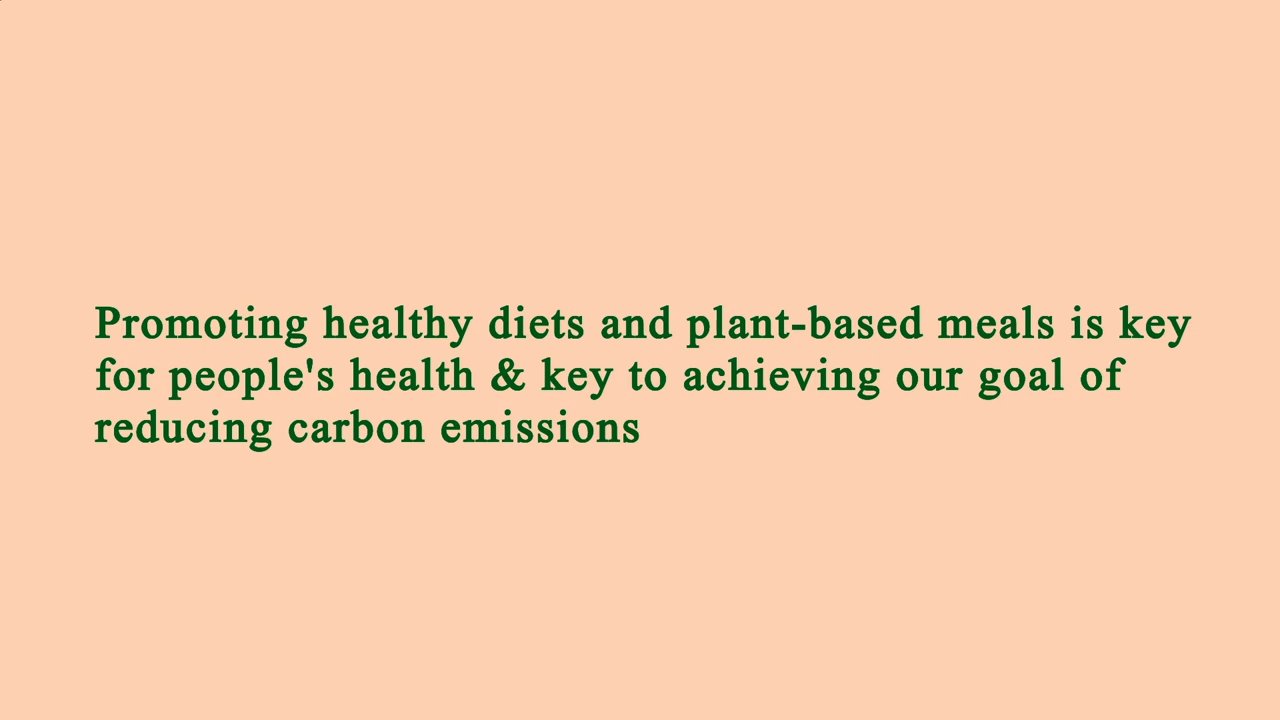 Promoting healthy diets and plant-based meals is key
for people's health & key to achieving our goal of
reducing carbon emissions